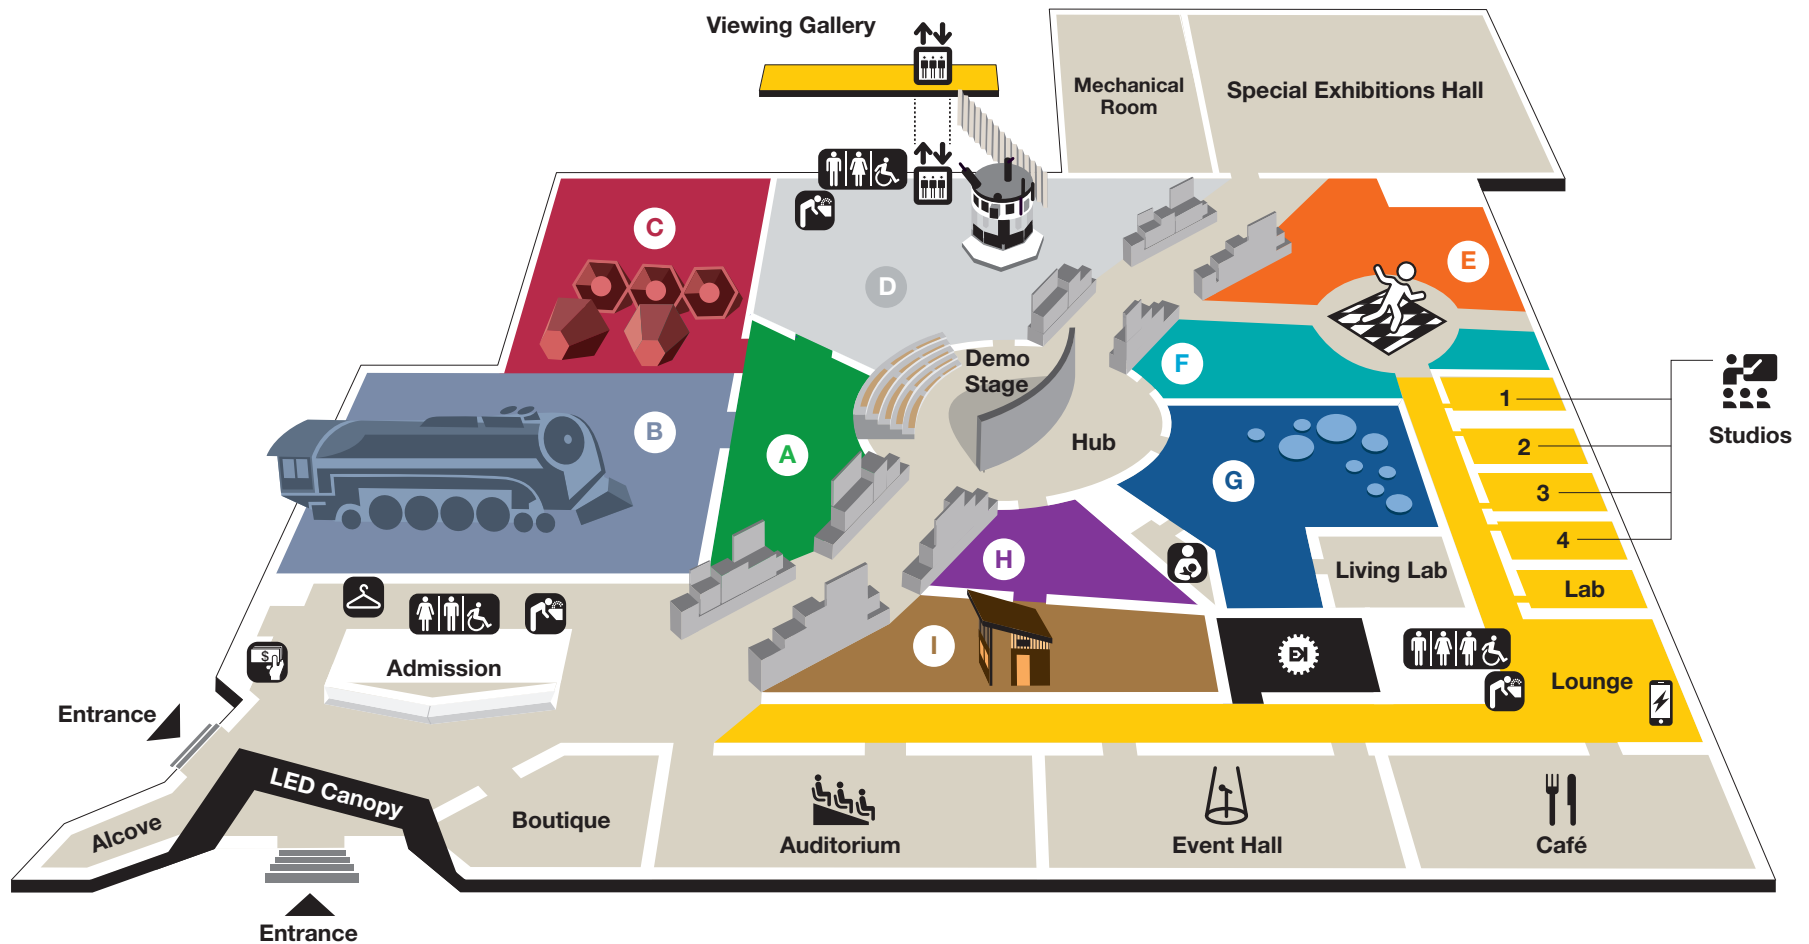 Viewing Gallery
Mechanical
Room
Special Exhibitions Hall
C
E
D
Demo
Stage
F
1
Studios
B
A
Hub
2
G
3
4
H
Living Lab
Lab
$
Admission
I
Lounge
Entrance
LED Canopy
Alcove
Boutique
Auditorium
Event Hall
Café
Entrance